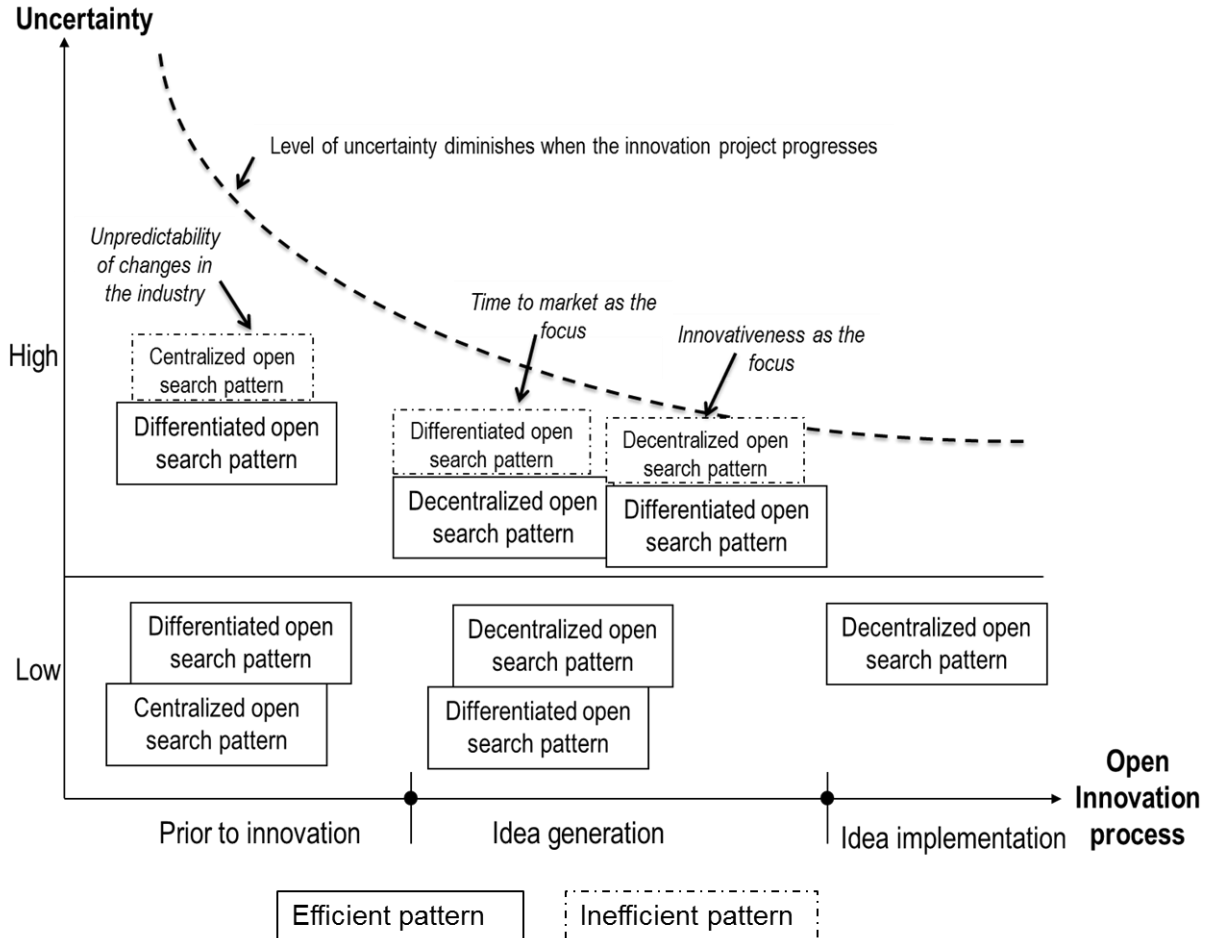 Uncertainty
Level of uncertainty diminishes when the innovation project progresses
Unpredictability
of changes in
the industry
Time to market as the
focus
Innovativeness as the
focus
High
Centralized open
search pattern
Differentiated open
search pattern
Differentiated open
search pattern
Decentralized open
search pattern
Decentralized open
search pattern
Differentiated open
search pattern
Low
Differentiated open
search pattern
Centralized open
search pattern
Decentralized open
search pattern
Differentiated open
search pattern
Decentralized open
search pattern
Open
Innovation
process
Prior to innovation
Idea generation
Idea implementation
Efficient pattern
Inefficient pattern